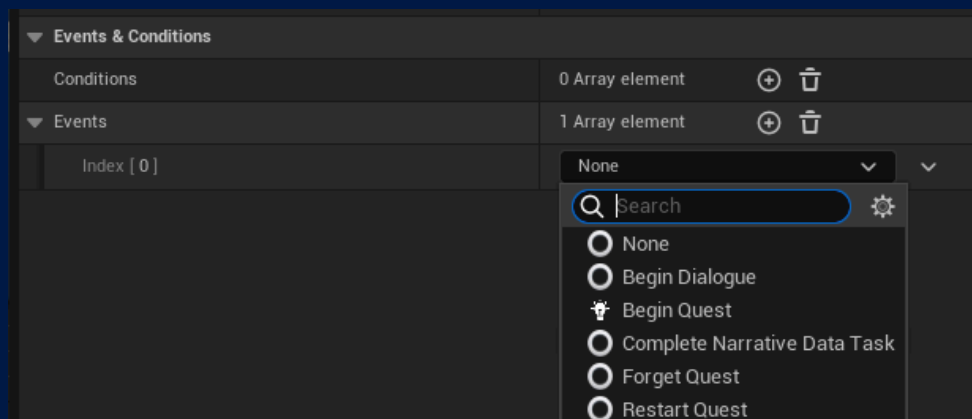 Events & Conditions
Conditions 0 Array element
Events 1 Array element
Index [ 0 ] None
Search
None
Begin Dialogue
Begin Quest
Complete Narrative Data Task
Forget Quest
Restart Quest